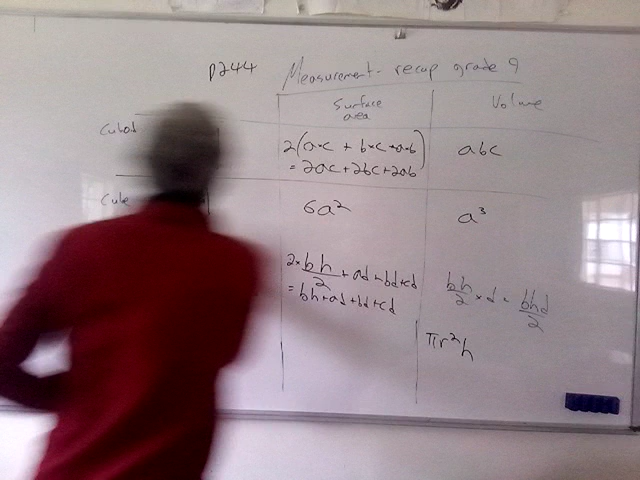 p244 Measurement - recap grade 9
Surface area
Volume
Cuboid
2(a×c + b×c + a×b)
= 2ac + 2bc + 2ab
abc
Cube
6a²
a³
2×bh/2 + ad + bd + cd
= bh + ad + bd + cd
bh/2 × d = bhd/2
πr²h